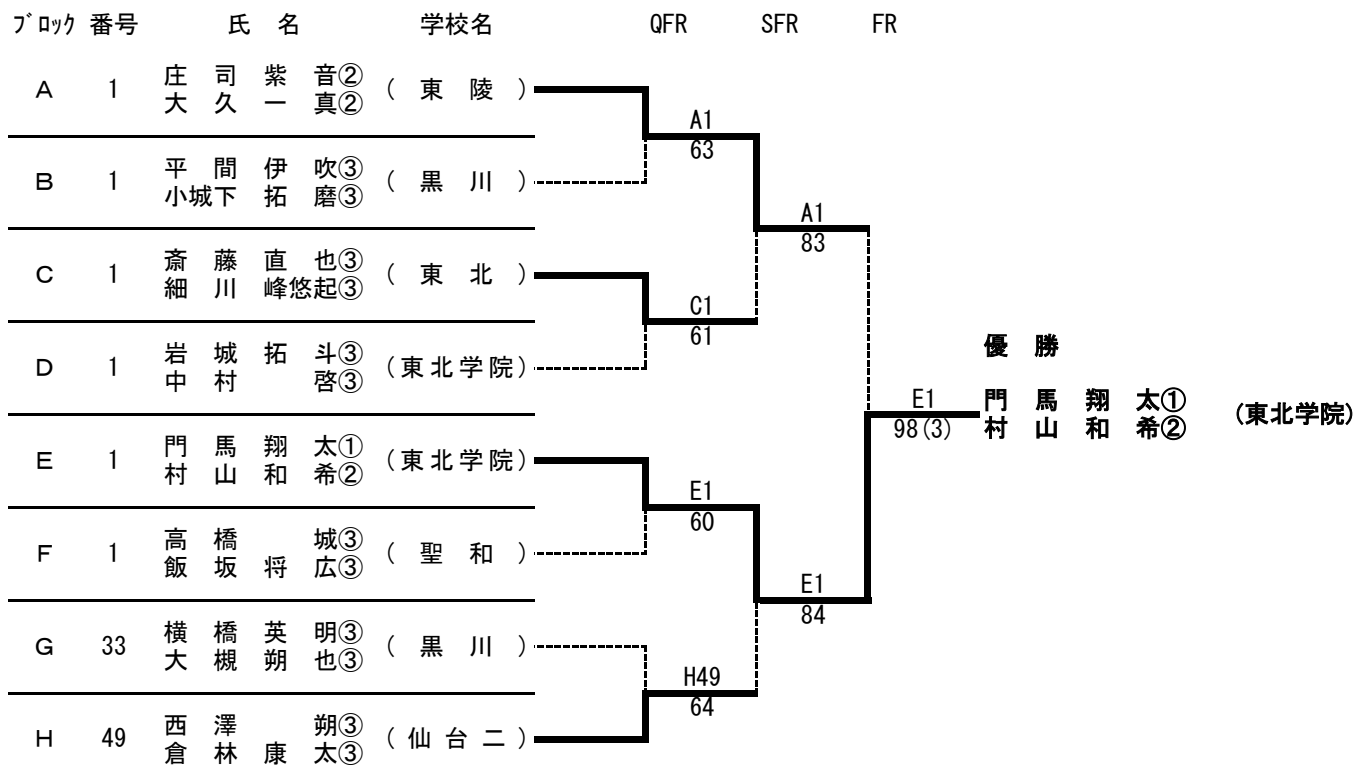 ﾌﾞﾛｯｸ 番号 氏 名 学校名 QFR SFR FR
A 1 庄 司 紫 音② ( 東 陵 )
大 久 一 真②
A1
63
B 1 平 間 伊 吹③ ( 黒 川 )
小城下 拓 磨③
A1
83
C 1 斎 藤 直 也③ ( 東 北 )
細 川 峰悠起③
C1
61
D 1 岩 城 拓 斗③ (東北学院)
中 村 啓③
優 勝
E1 門 馬 翔 太① (東北学院)
98(3) 村 山 和 希②
E 1 門 馬 翔 太① (東北学院)
村 山 和 希②
E1
60
F 1 高 橋 城③ ( 聖 和 )
飯 坂 将 広③
E1
84
G 33 横 橋 英 明③ ( 黒 川 )
大 槻 朔 也③
H49
64
H 49 西 澤 朔③ ( 仙 台 二 )
倉 林 康 太③